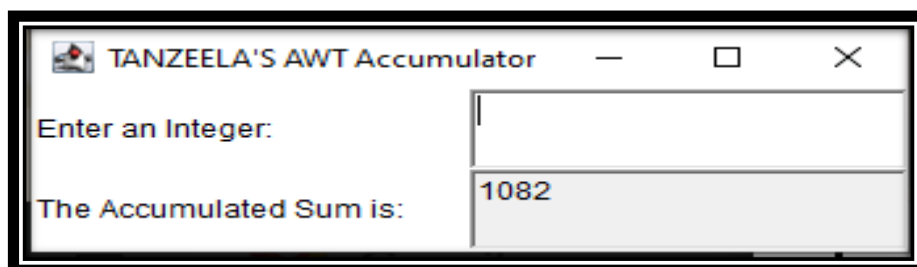 TANZEELA'S AWT Accumulator
Enter an Integer:
The Accumulated Sum is:
1082